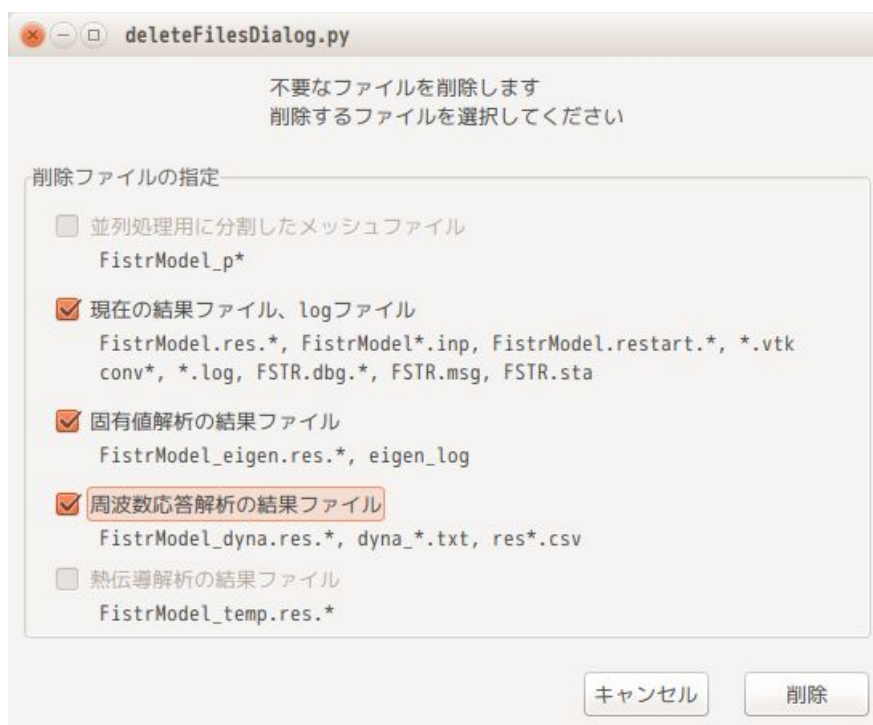 deleteFilesDialog.py
不要なファイルを削除します
削除するファイルを選択してください
削除ファイルの指定
並列処理用に分割したメッシュファイル
FistrModel_p*
現在の結果ファイル、logファイル
FistrModel.res.*, FistrModel*.inp, FistrModel.restart.*, *.vtk
conv*, *.log, FSTR.dbg.*, FSTR.msg, FSTR.sta
固有値解析の結果ファイル
FistrModel_eigen.res.*, eigen_log
周波数応答解析の結果ファイル
FistrModel_dyna.res.*, dyna_*.txt, res*.csv
熱伝導解析の結果ファイル
FistrModel_temp.res.*
キャンセル 削除